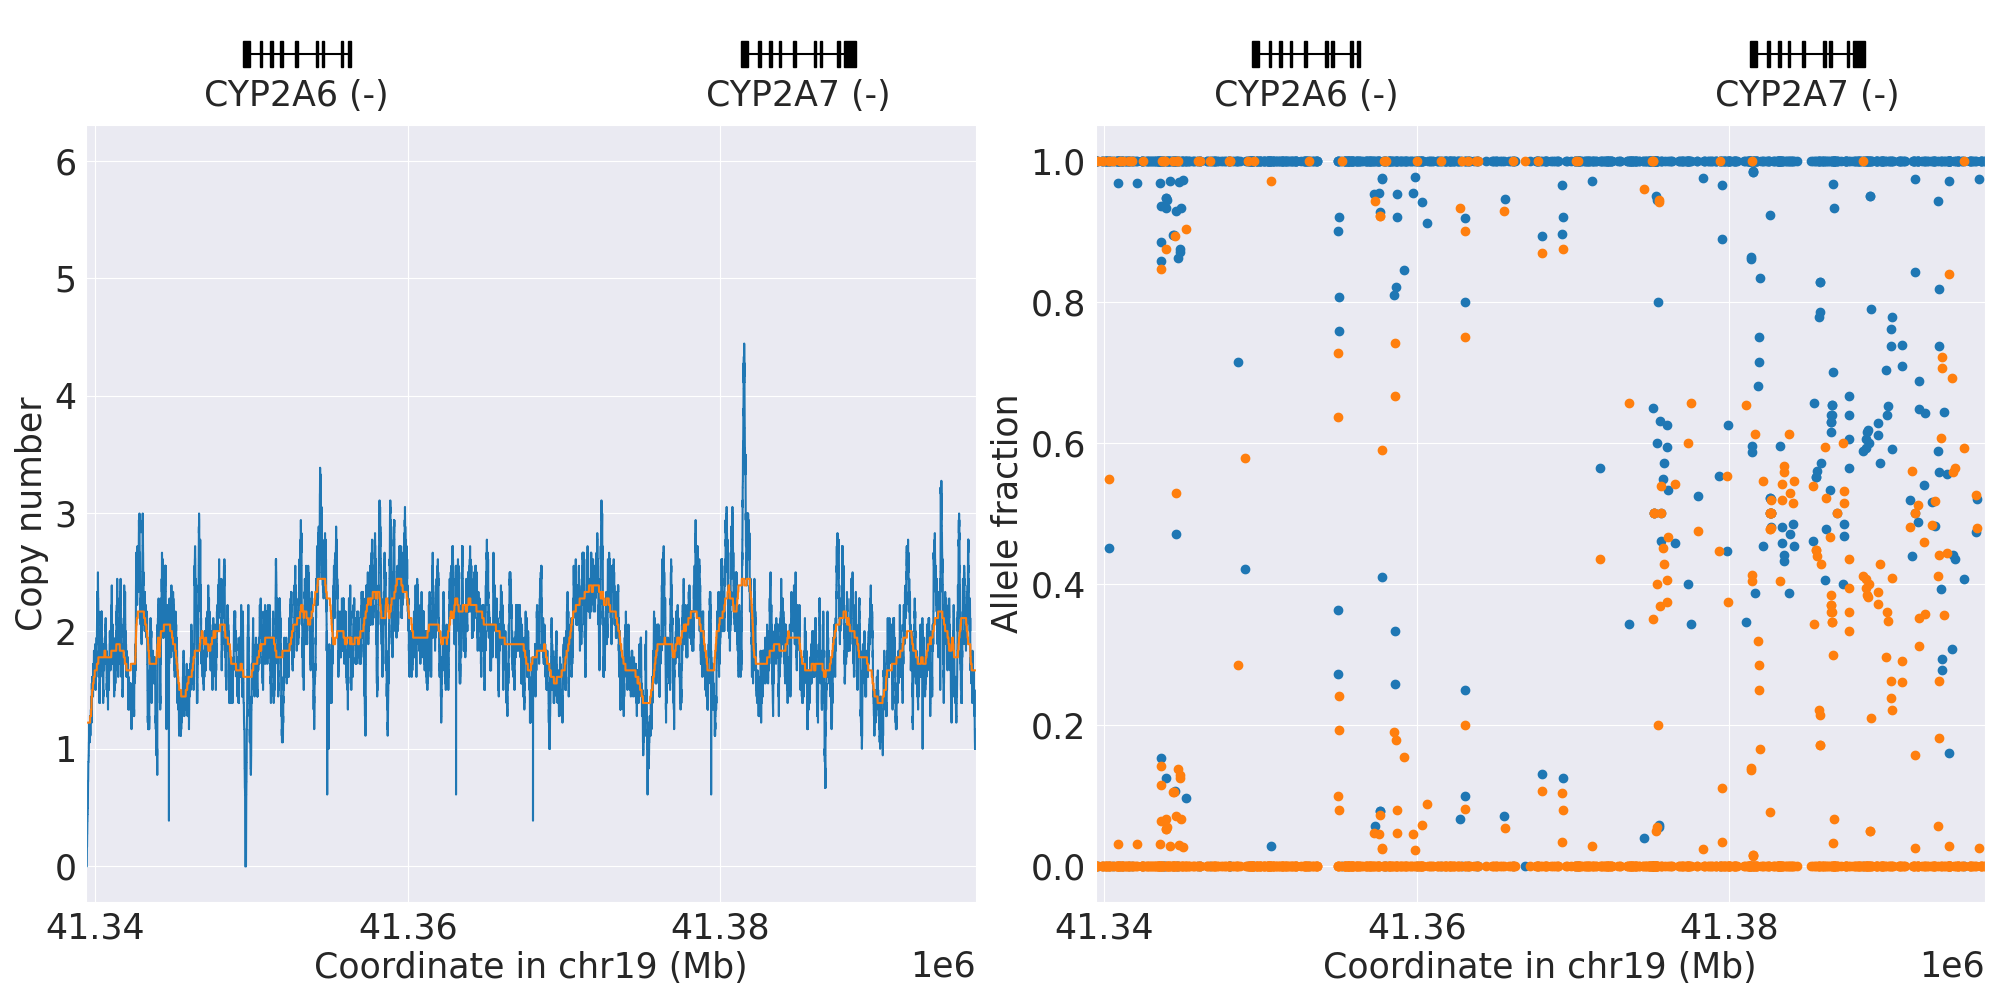 CYP2A6 (-)
CYP2A7 (-)
6
5
4
3
2
1
0
Copy number
41.34
41.36
41.38
Coordinate in chr19 (Mb)
1e6
CYP2A6 (-)
CYP2A7 (-)
1.0
0.8
0.6
0.4
0.2
0.0
Allele fraction
41.34
41.36
41.38
Coordinate in chr19 (Mb)
1e6